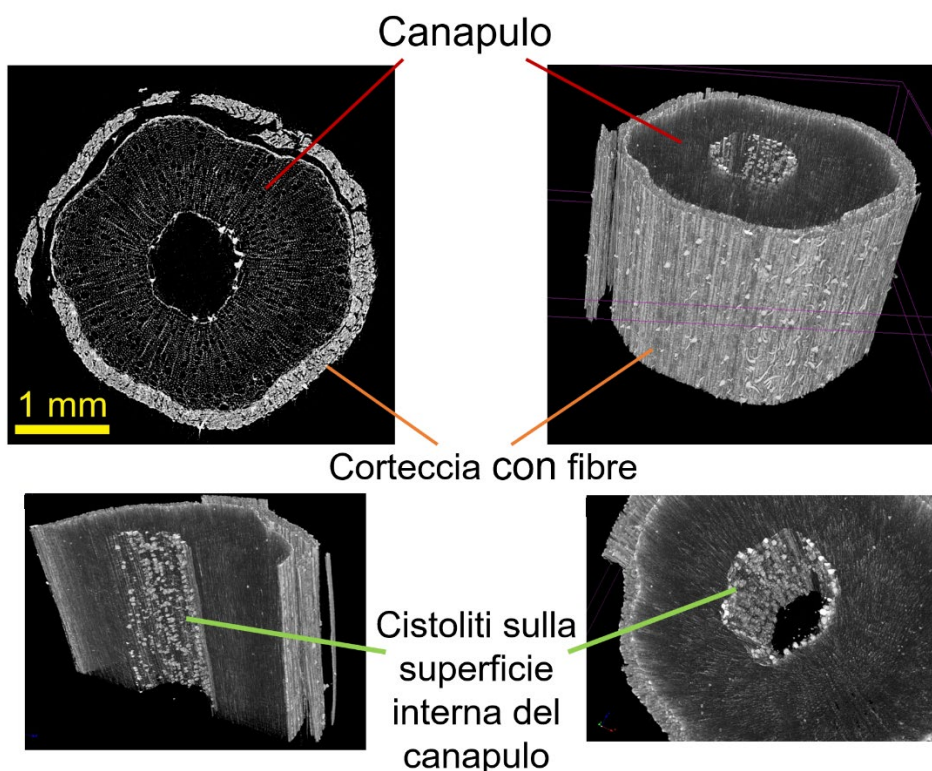 Canapulo
1 mm
Corteccia con fibre
Cistoliti sulla
superficie
interna del
canapulo